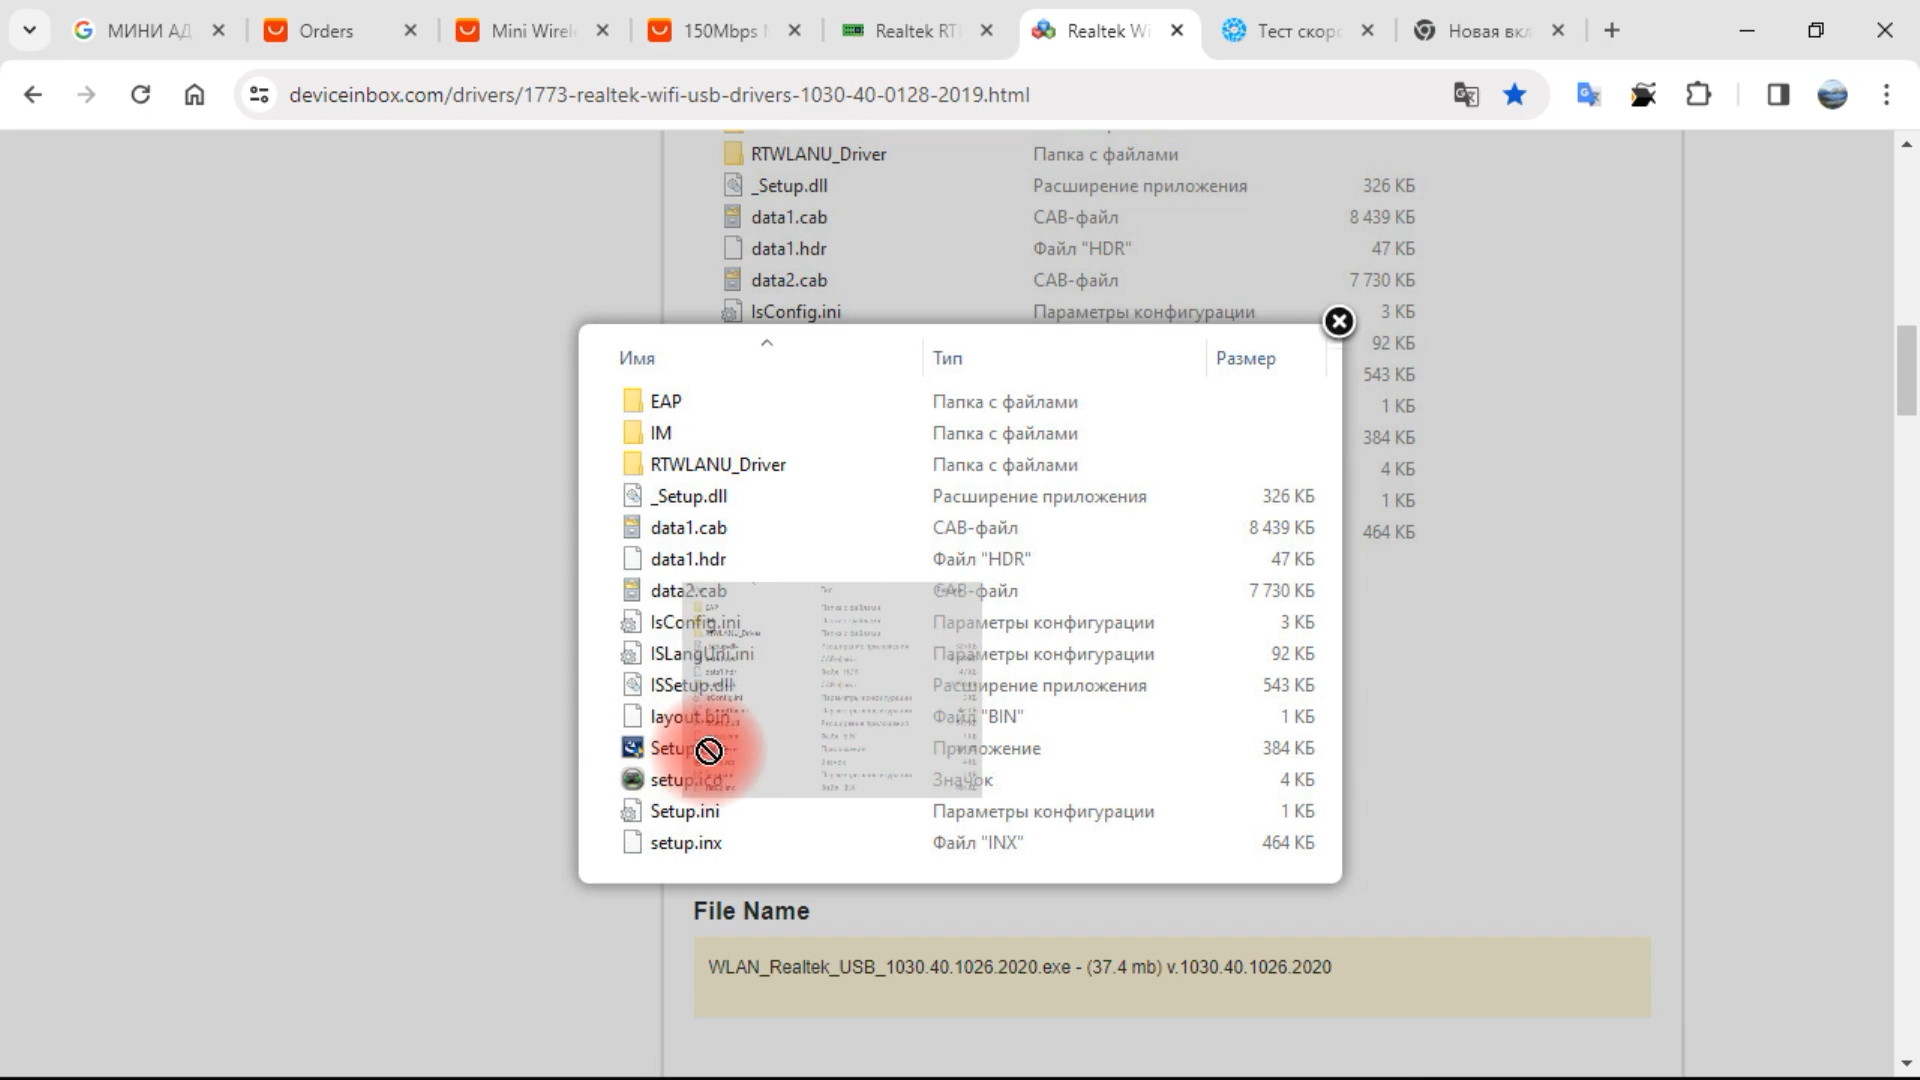 МИНИ АД
Orders
Mini Wirel
150Mbps
Realtek RT
Realtek Wi
Тест скоро
Новая вкл
deviceinbox.com/drivers/1773-realtek-wifi-usb-drivers-1030-40-0128-2019.html
RTWLANU_Driver Папка с файлами
_Setup.dll Расширение приложения 326 КБ
data1.cab CAB-файл 8 439 КБ
data1.hdr Файл "HDR" 47 КБ
data2.cab CAB-файл 7 730 КБ
IsConfig.ini Параметры конфигурации 3 КБ
92 КБ
543 КБ
1 КБ
384 КБ
4 КБ
1 КБ
464 КБ
Имя Тип Размер
EAP Папка с файлами
IM Папка с файлами
RTWLANU_Driver Папка с файлами
_Setup.dll Расширение приложения 326 КБ
data1.cab CAB-файл 8 439 КБ
data1.hdr Файл "HDR" 47 КБ
data2.cab CAB-файл 7 730 КБ
IsConfig.ini Параметры конфигурации 3 КБ
ISLangUni.ini Параметры конфигурации 92 КБ
ISSetup.dll Расширение приложения 543 КБ
layout.bin Файл "BIN" 1 КБ
Setup Приложение 384 КБ
setup.ico Значок 4 КБ
Setup.ini Параметры конфигурации 1 КБ
setup.inx Файл "INX" 464 КБ
File Name
WLAN_Realtek_USB_1030.40.1026.2020.exe - (37.4 mb) v.1030.40.1026.2020